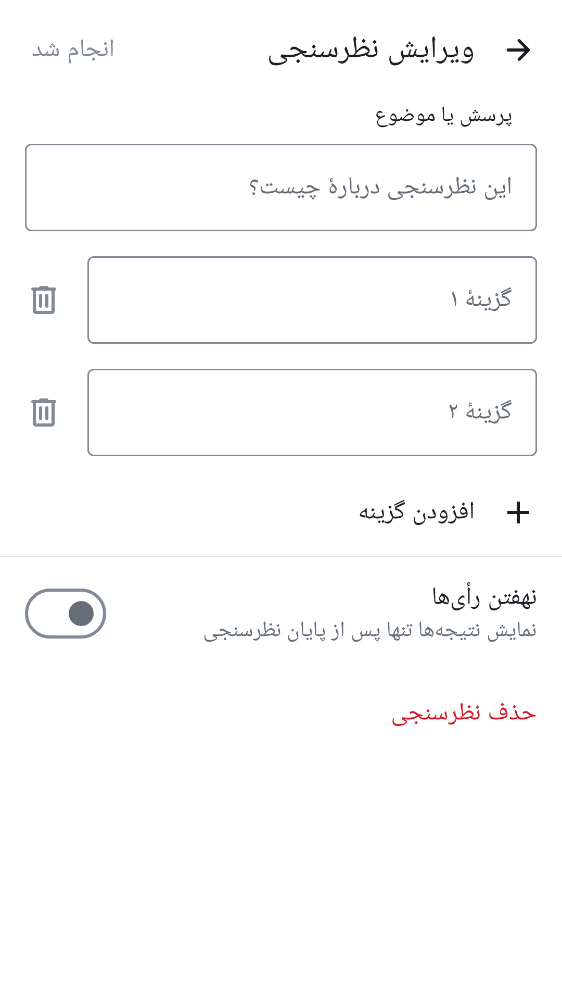 ویرایش نظرسنجی
انجام شد
پرسش یا موضوع
این نظرسنجی دربارهٔ چیست؟
گزینهٔ ۱
گزینهٔ ۲
افزودن گزینه
نهفتن رأی‌ها
نمایش نتیجه‌ها تنها پس از پایان نظرسنجی
حذف نظرسنجی